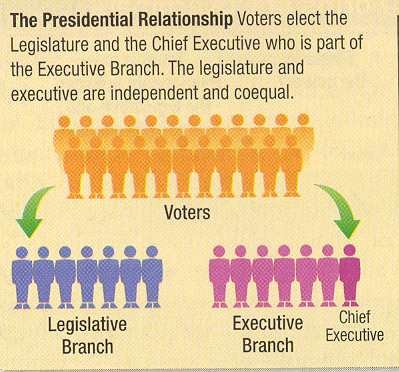 The Presidential Relationship Voters elect the
Legislature and the Chief Executive who is part of
the Executive Branch. The legislature and
executive are independent and coequal.
Voters
Legislative
Branch
Executive
Branch
Chief
Executive